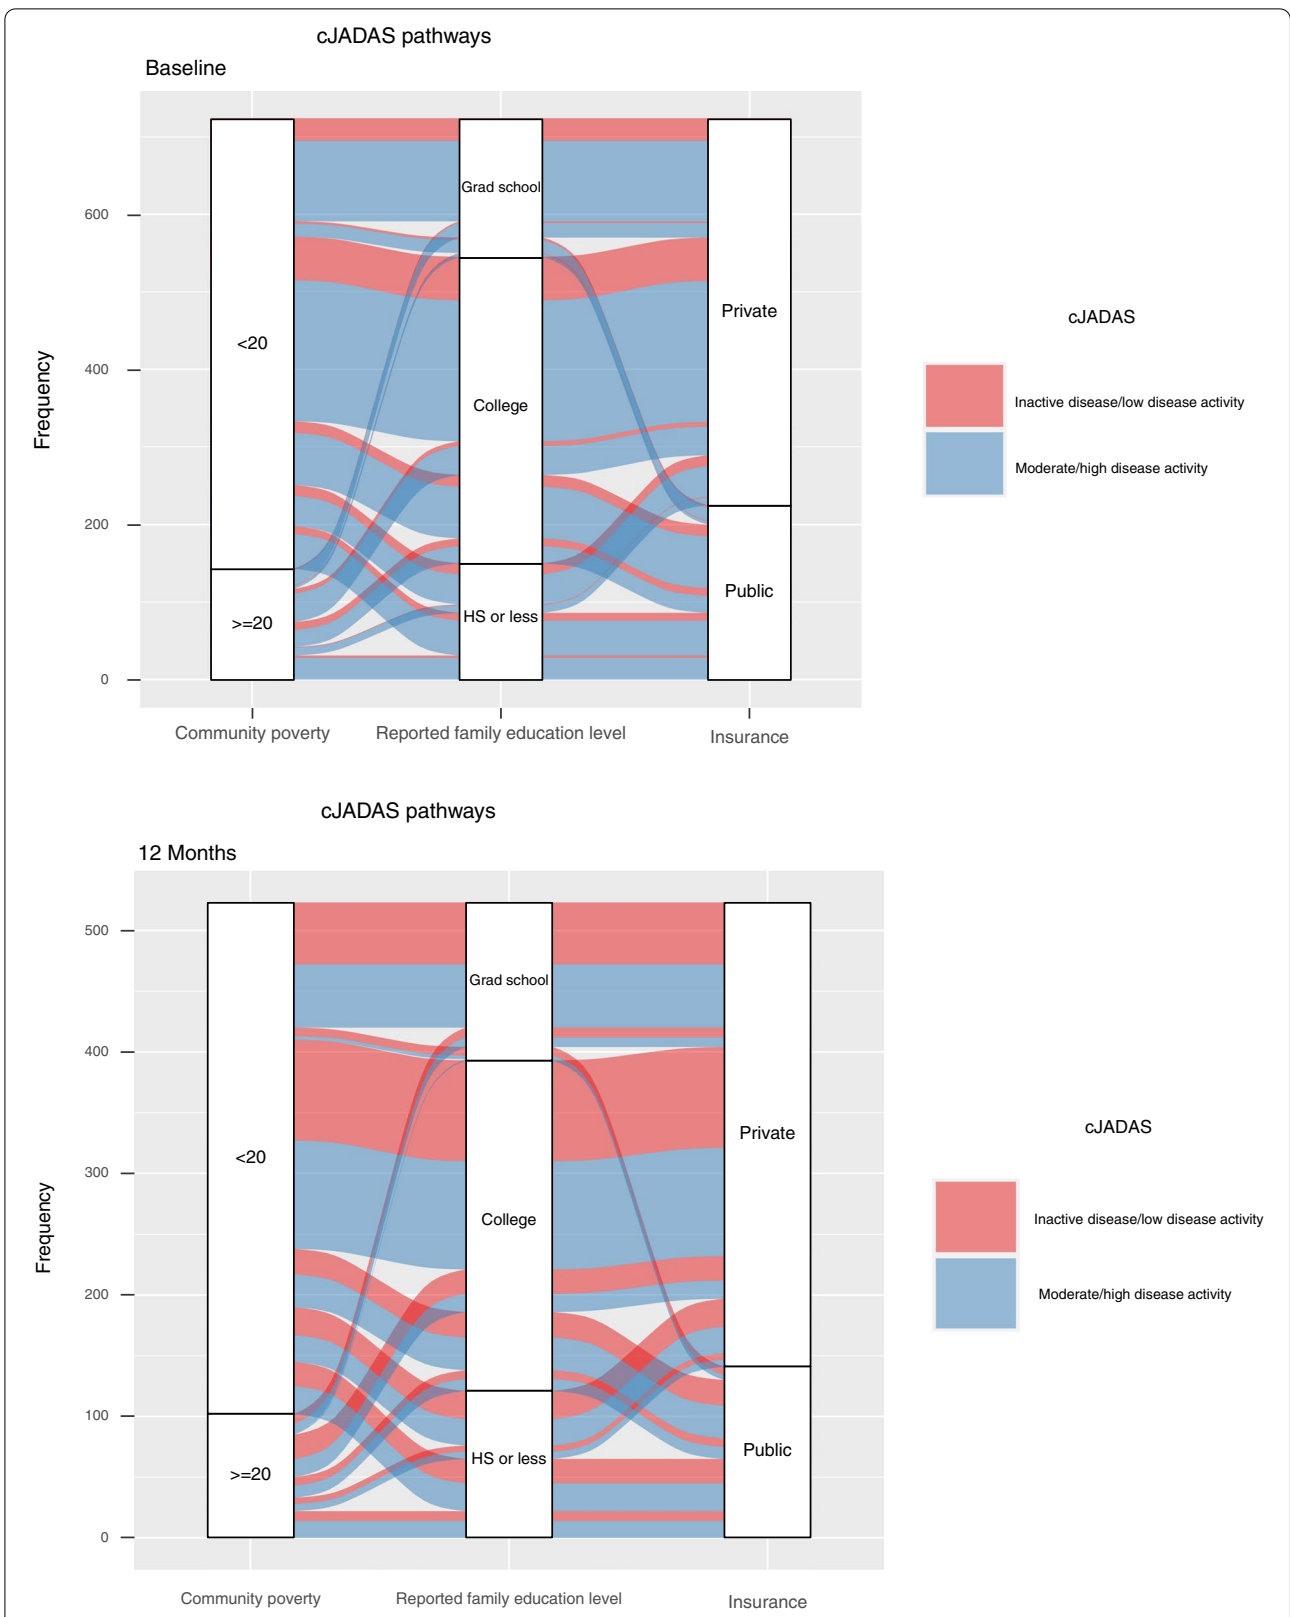 cJADAS pathways
Baseline
Frequency
600
400
200
0
<20
>=20
Grad school
College
HS or less
Private
Public
Community poverty
Reported family education level
Insurance
cJADAS
Inactive disease/low disease activity
Moderate/high disease activity
cJADAS pathways
12 Months
Frequency
500
400
300
200
100
0
<20
>=20
Grad school
College
HS or less
Private
Public
Community poverty
Reported family education level
Insurance
cJADAS
Inactive disease/low disease activity
Moderate/high disease activity